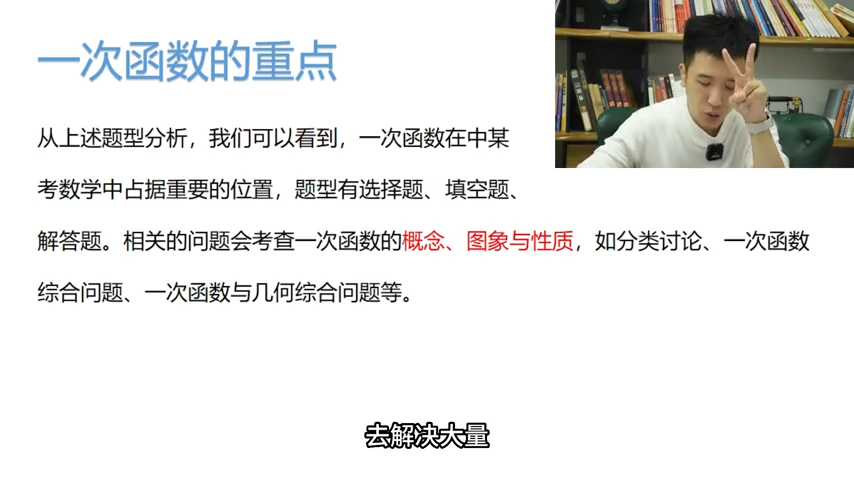 一次函数的重点
从上述题型分析，我们可以看到，一次函数在中某
考数学中占据重要的位置，题型有选择题、填空题、
解答题。相关的问题会考查一次函数的概念、图象与性质，如分类讨论、一次函数
综合问题、一次函数与几何综合问题等。
去解决大量